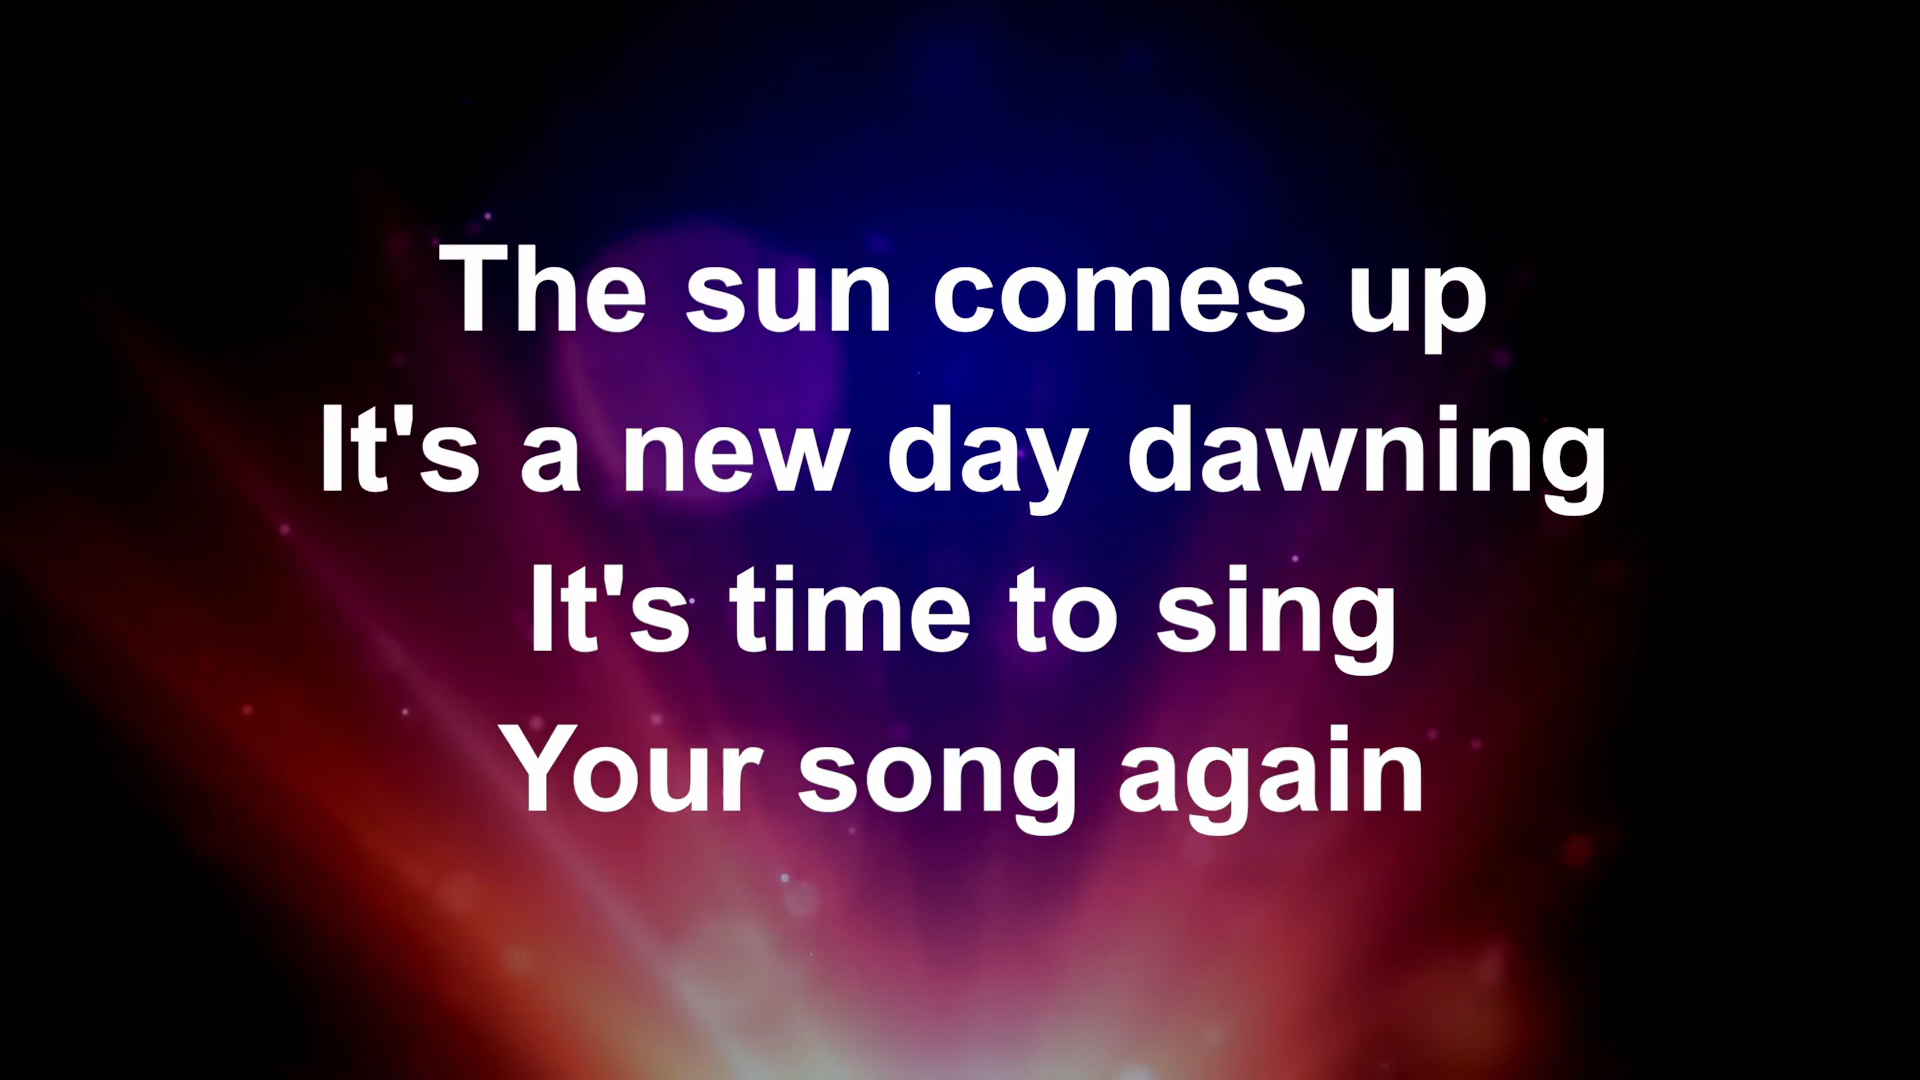 The sun comes up
It's a new day dawning
It's time to sing
Your song again